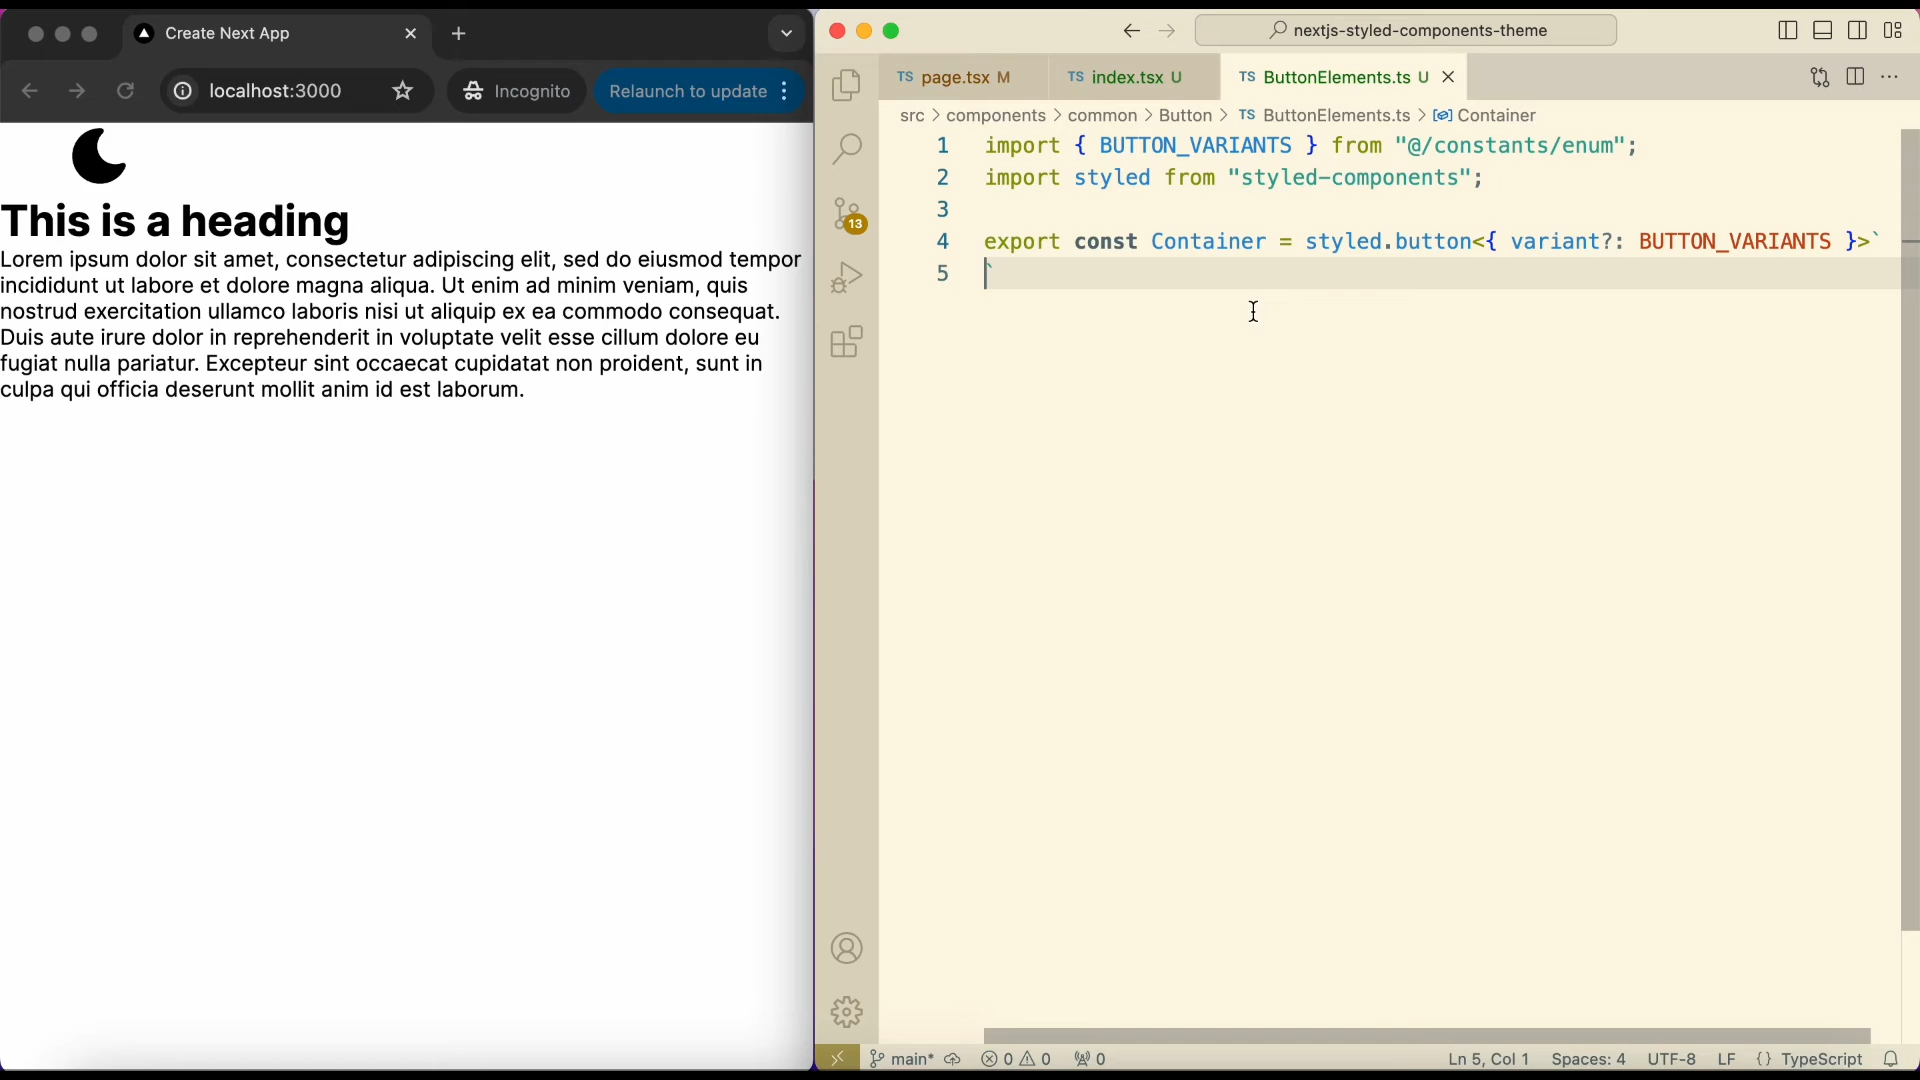 Create Next App
localhost:3000
Incognito
Relaunch to update
This is a heading
Lorem ipsum dolor sit amet, consectetur adipiscing elit, sed do eiusmod tempor
incididunt ut labore et dolore magna aliqua. Ut enim ad minim veniam, quis
nostrud exercitation ullamco laboris nisi ut aliquip ex ea commodo consequat.
Duis aute irure dolor in reprehenderit in voluptate velit esse cillum dolore eu
fugiat nulla pariatur. Excepteur sint occaecat cupidatat non proident, sunt in
culpa qui officia deserunt mollit anim id est laborum.
nextjs-styled-components-theme
TS page.tsx M
TS index.tsx U
TS ButtonElements.ts U
src > components > common > Button > TS ButtonElements.ts > Container
13
1 import { BUTTON_VARIANTS } from "@/constants/enum";
2 import styled from "styled-components";
3
4 export const Container = styled.button<{ variant?: BUTTON_VARIANTS }>`
5 `
main* 0 0 0
Ln 5, Col 1 Spaces: 4 UTF-8 LF {} TypeScript